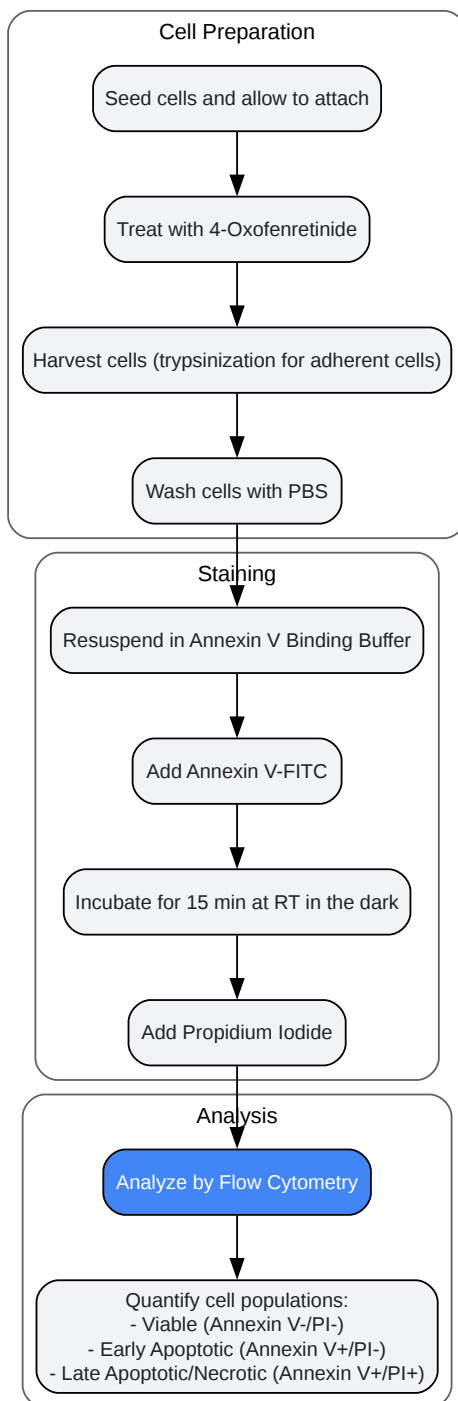 Cell Preparation
Seed cells and allow to attach
Treat with 4-Oxofenretinide
Harvest cells (trypsinization for adherent cells)
Wash cells with PBS
Staining
Resuspend in Annexin V Binding Buffer
Add Annexin V-FITC
Incubate for 15 min at RT in the dark
Add Propidium Iodide
Analysis
Analyze by Flow Cytometry
Quantify cell populations:
- Viable (Annexin V-/PI-)
- Early Apoptotic (Annexin V+/PI-)
- Late Apoptotic/Necrotic (Annexin V+/PI+)